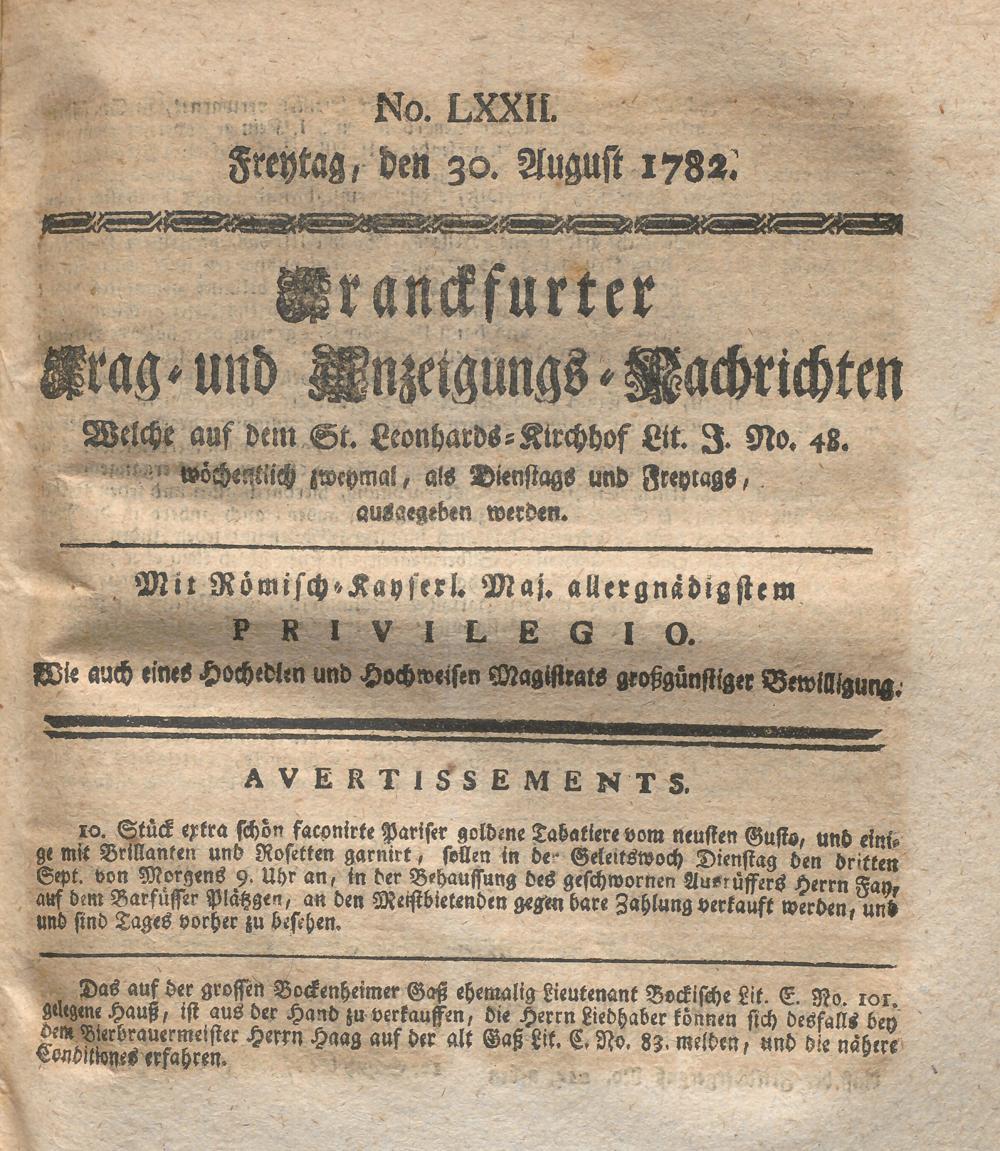 No. LXXII.
Freytag, den 30. August 1782.
Franckfurter
Frag- und Anzeigungs-Nachrichten
Welche auf dem St. Leonhards-Kirchhof Lit. J. No. 48.
wöchentlich zweymal, als Dienstags und Freytags,
ausgegeben werden.
Mit Römisch-Kayserl. Maj. allergnädigstem
PRIVILEGIO.
Wie auch eines Hochedlen und Hochweisen Magistrats großgünstiger Bewilligung.
AVERTISSEMENTS.
10. Stück extra schön faconirte Pariser goldene Tabatiere vom neusten Gusto, und eini-
ge mit Brillanten und Rosetten garnirt, sollen in der Geleitswoch Dienstag den dritten
Sept. von Morgens 9. Uhr an, in der Behaussung des geschwornen Ausrüffers Herrn Fay,
auf dem Barfüsser Plätzgen, an den Meistbietenden gegen bare Zahlung verkauft werden, und
und sind Tages vorher zu besehen.
Das auf der grossen Bockenheimer Gaß ehemalig Lieutenant Bockische Lit. E. No. 101.
gelegene Hauß, ist aus der Hand zu verkauffen, die Herrn Liebhaber können sich desfalls bey
dem Bierbrauermeister Herrn Haag auf der alt Gaß Lit. C. No. 83. melden, und die nähere
Conditiones erfahren.